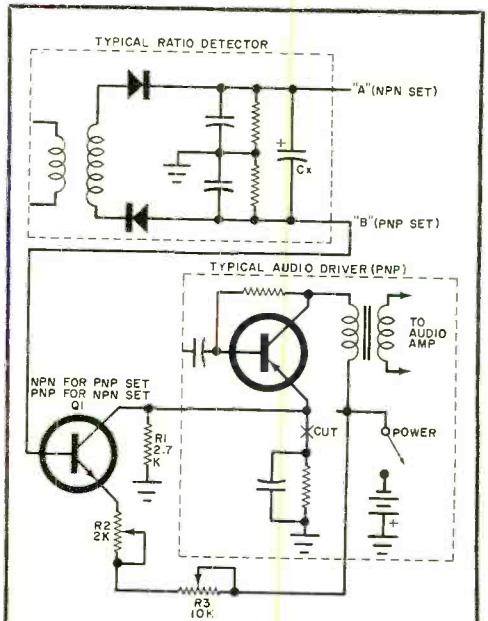 TYPICAL RATIO DETECTOR
"A" (NPN SET)
+
Cx
"B" (PNP SET)
TYPICAL AUDIO DRIVER (PNP)
TO
AUDIO
AMP
NPN FOR PNP SET
PNP FOR NPN SET
Q1
R1
2.7
K
CUT
POWER
+
R2
2K
R3
10K